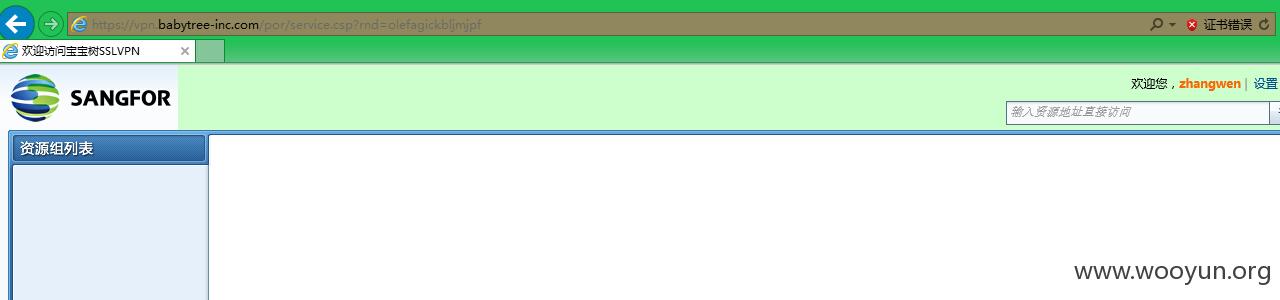 https://vpn.babytree-inc.com/por/service.csp?rnd=olefagickbljmjpf
证书错误
欢迎访问宝宝树SSLVPN
SANGFOR
欢迎您，zhangwen | 设置
输入资源地址直接访问
资源组列表
www.wooyun.org